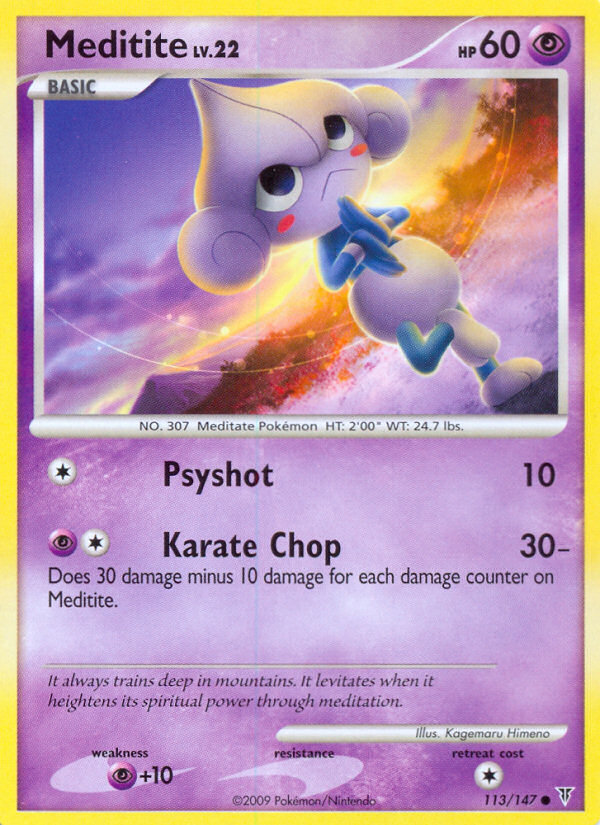 Meditite LV.22 HP 60
BASIC
NO. 307 Meditate Pokémon HT: 2'00" WT: 24.7 lbs.
Psyshot 10
Karate Chop 30–
Does 30 damage minus 10 damage for each damage counter on
Meditite.
It always trains deep in mountains. It levitates when it
heightens its spiritual power through meditation.
Illus. Kagemaru Himeno
weakness resistance retreat cost
+10
©2009 Pokémon/Nintendo 113/147